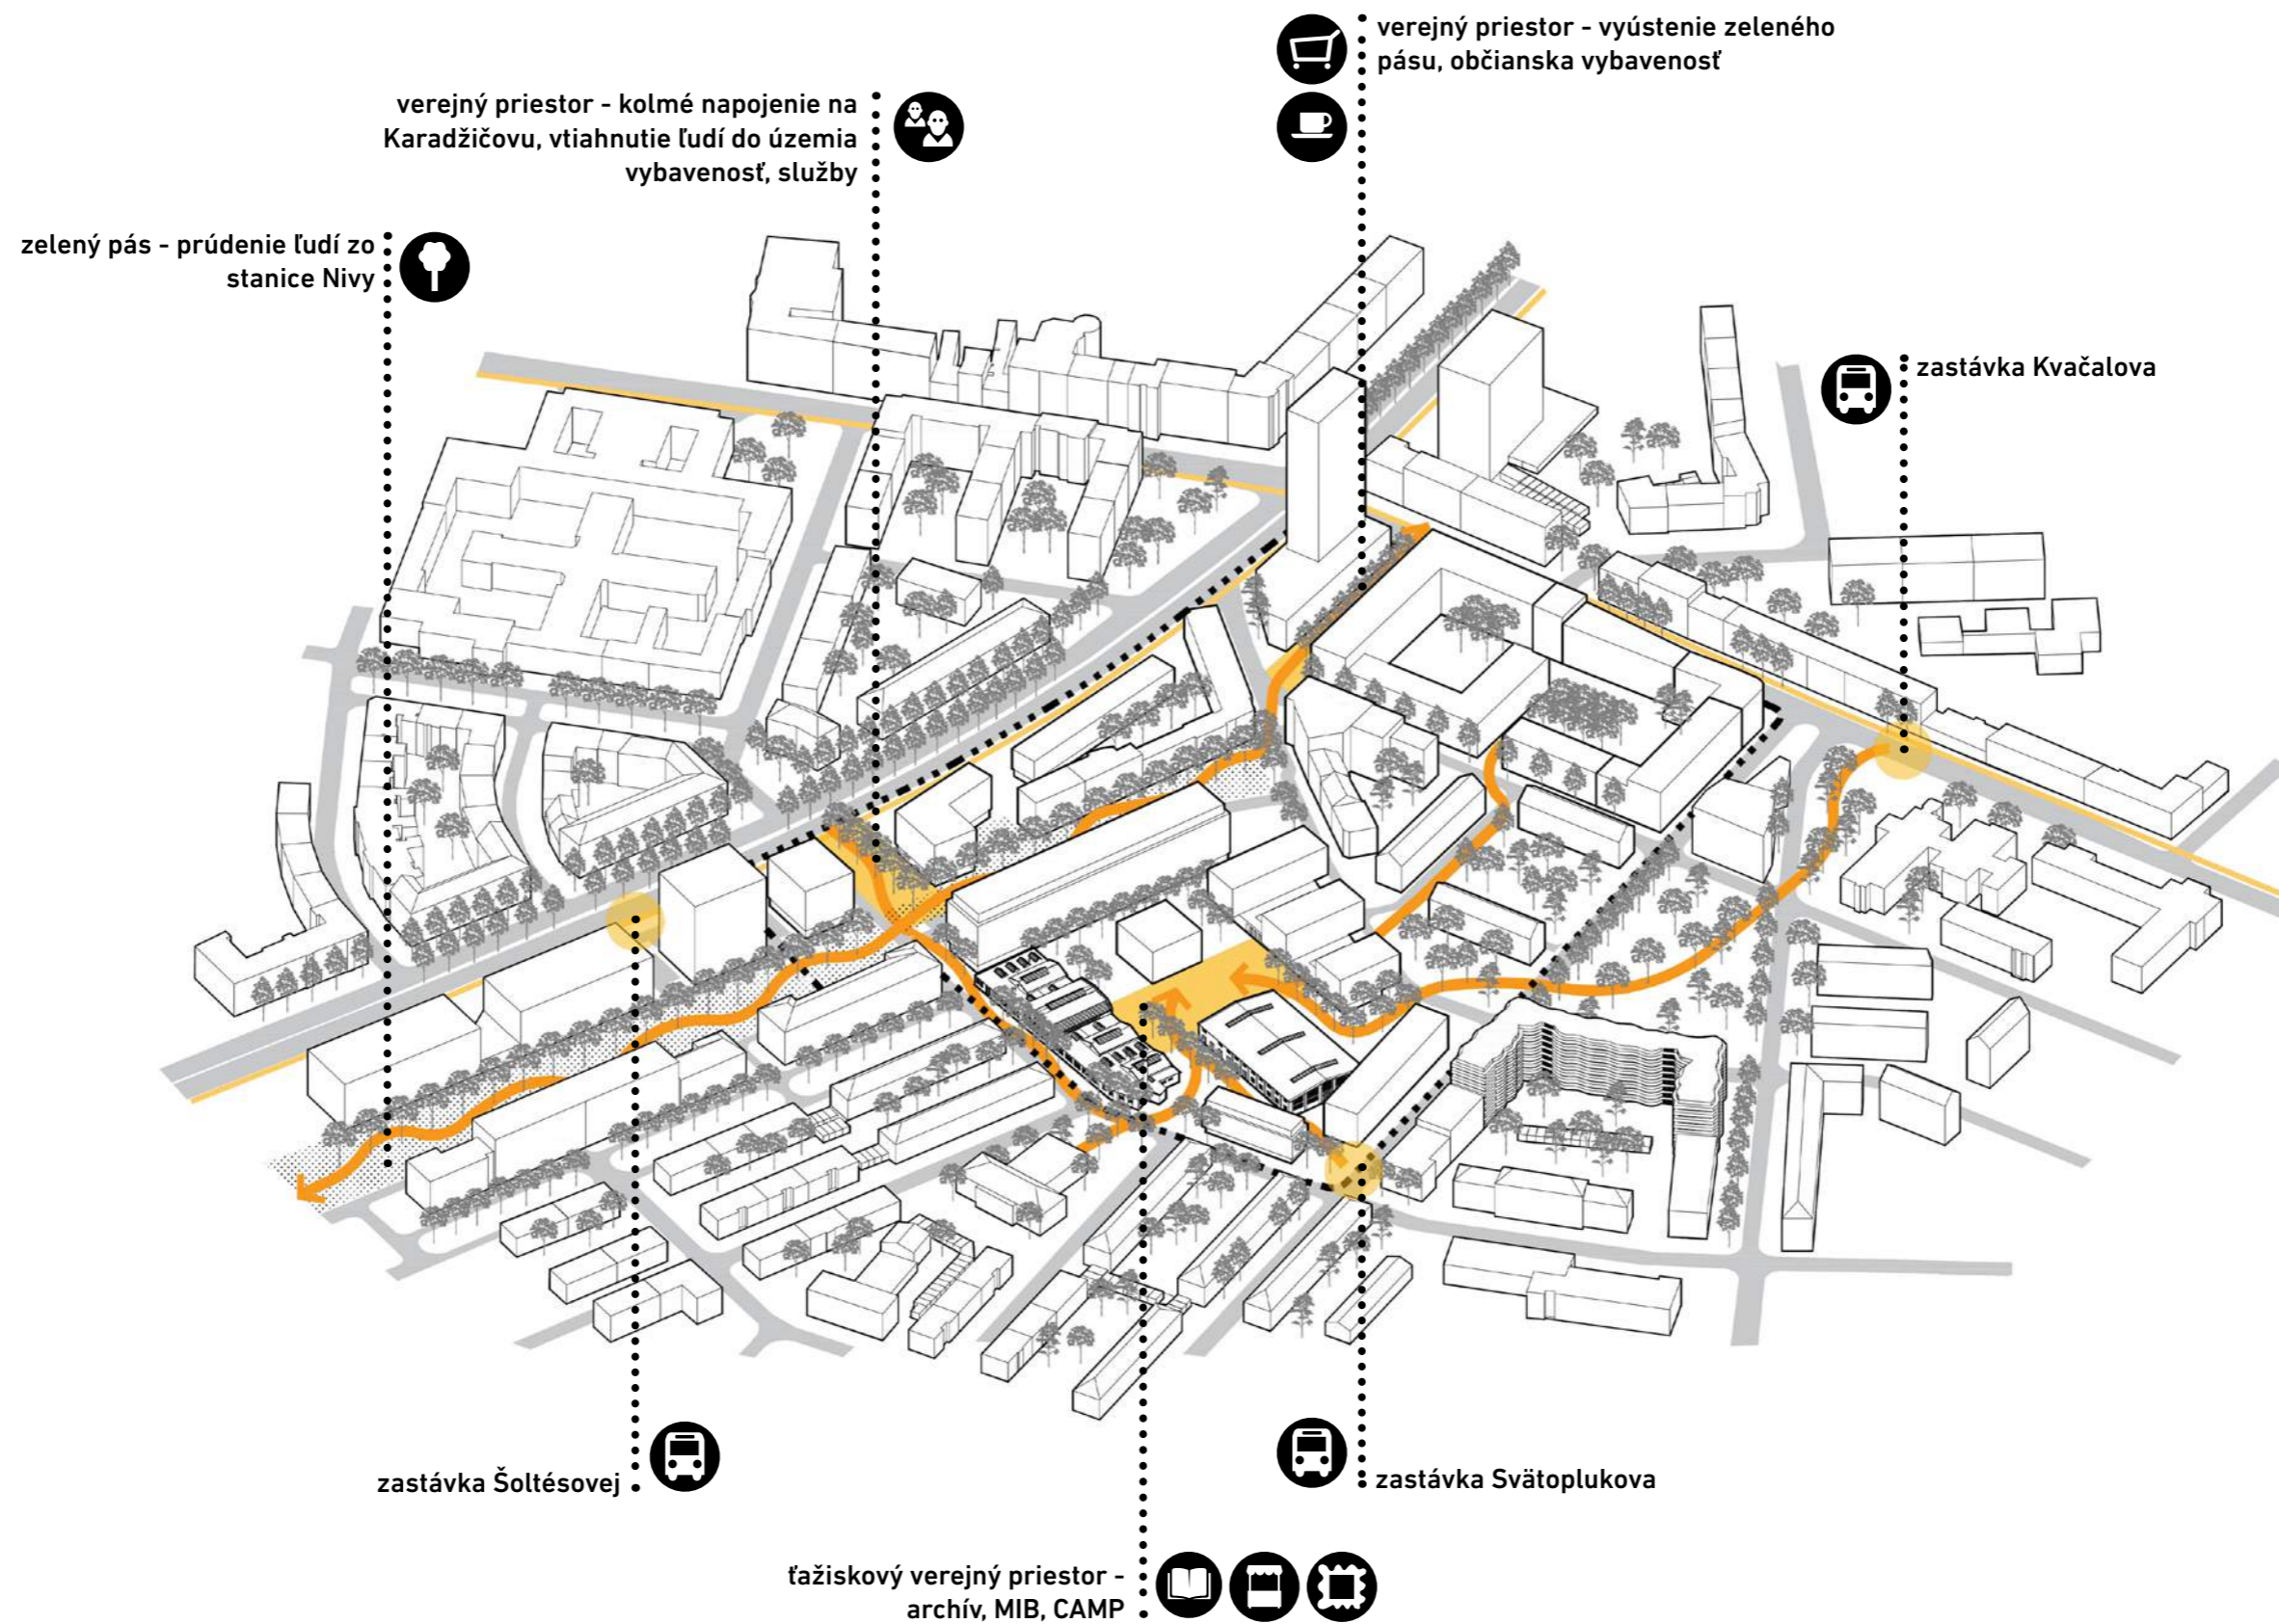 verejný priestor - vyústenie zeleného
pásu, občianska vybavenosť
verejný priestor - kolmé napojenie na
Karadžičovu, vtiahnutie ľudí do územia
vybavenosť, služby
zelený pás - prúdenie ľudí zo
stanice Nivy
zastávka Kvačalova
zastávka Šoltésovej
zastávka Svätoplukova
ťažiskový verejný priestor -
archív, MIB, CAMP